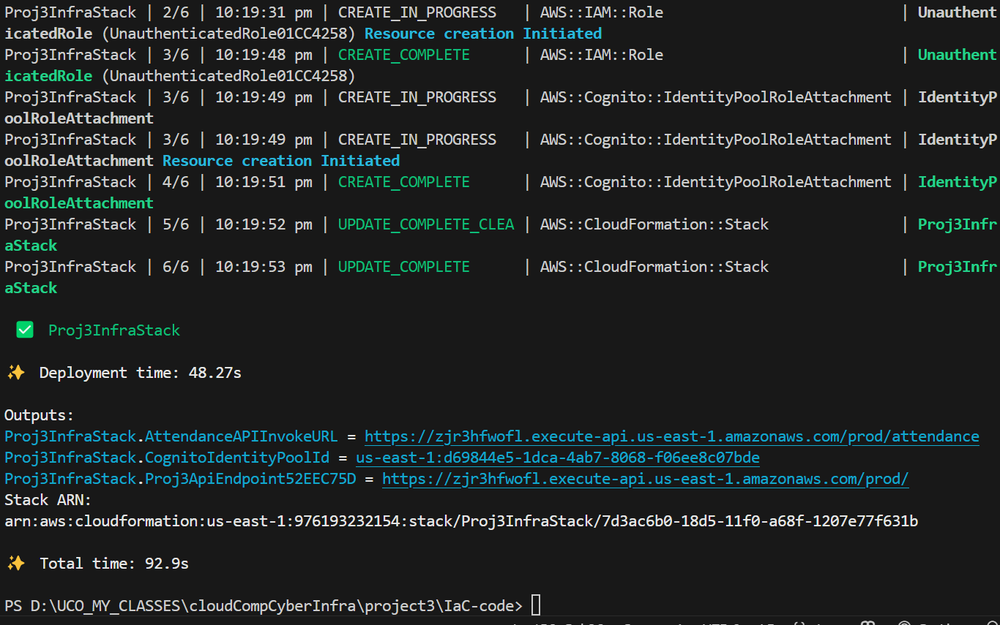 Proj3InfraStack | 2/6 | 10:19:31 pm | CREATE_IN_PROGRESS   | AWS::IAM::Role                           | Unauthent
icatedRole (UnauthenticatedRole01CC4258) Resource creation Initiated
Proj3InfraStack | 3/6 | 10:19:48 pm | CREATE_COMPLETE      | AWS::IAM::Role                           | Unauthent
icatedRole (UnauthenticatedRole01CC4258)
Proj3InfraStack | 3/6 | 10:19:49 pm | CREATE_IN_PROGRESS   | AWS::Cognito::IdentityPoolRoleAttachment | IdentityP
oolRoleAttachment
Proj3InfraStack | 3/6 | 10:19:49 pm | CREATE_IN_PROGRESS   | AWS::Cognito::IdentityPoolRoleAttachment | IdentityP
oolRoleAttachment Resource creation Initiated
Proj3InfraStack | 4/6 | 10:19:51 pm | CREATE_COMPLETE      | AWS::Cognito::IdentityPoolRoleAttachment | IdentityP
oolRoleAttachment
Proj3InfraStack | 5/6 | 10:19:52 pm | UPDATE_COMPLETE_CLEA | AWS::CloudFormation::Stack               | Proj3Infr
aStack
Proj3InfraStack | 6/6 | 10:19:53 pm | UPDATE_COMPLETE      | AWS::CloudFormation::Stack               | Proj3Infr
aStack
✅ Proj3InfraStack
✨ Deployment time: 48.27s
Outputs:
Proj3InfraStack.AttendanceAPIInvokeURL = https://zjr3hfwofl.execute-api.us-east-1.amazonaws.com/prod/attendance
Proj3InfraStack.CognitoIdentityPoolId = us-east-1:d69844e5-1dca-4ab7-8068-f06ee8c07bde
Proj3InfraStack.Proj3ApiEndpoint52EEC75D = https://zjr3hfwofl.execute-api.us-east-1.amazonaws.com/prod/
Stack ARN:
arn:aws:cloudformation:us-east-1:976193232154:stack/Proj3InfraStack/7d3ac6b0-18d5-11f0-a68f-1207e77f631b
✨ Total time: 92.9s
PS D:\UCO_MY_CLASSES\cloudCompCyberInfra\project3\IaC-code>